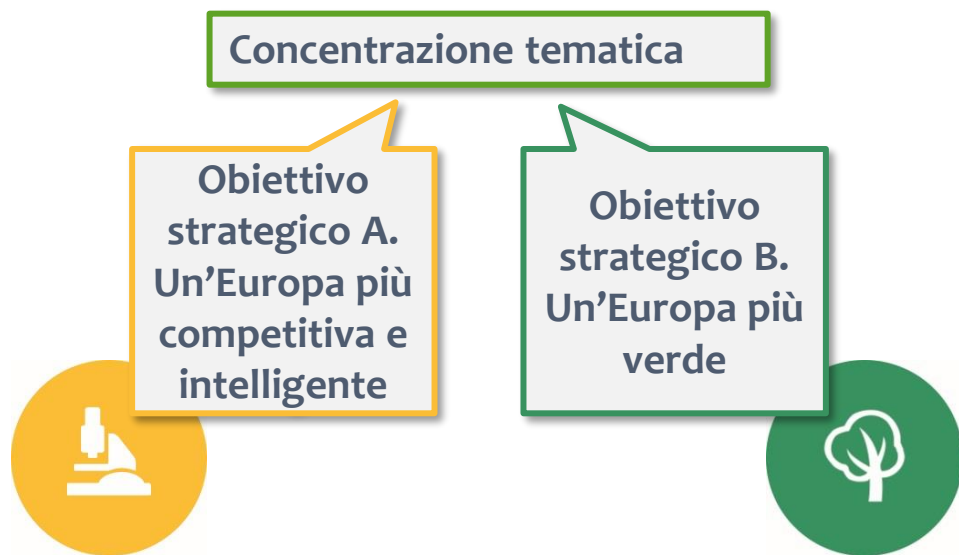 Concentrazione tematica
Obiettivo
strategico A.
Un’Europa più
competitiva e
intelligente
Obiettivo
strategico B.
Un’Europa più
verde